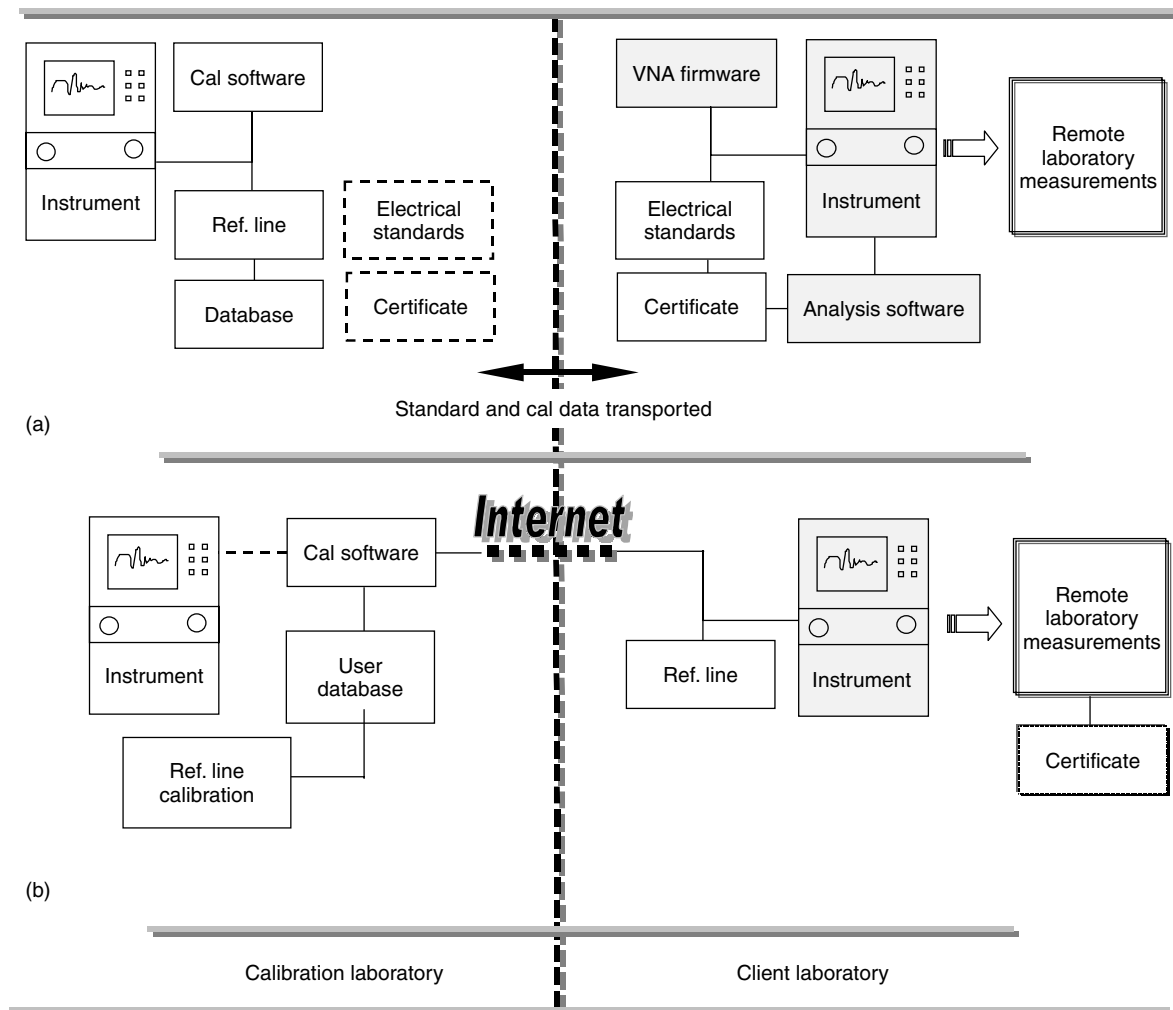 Cal software
Instrument
Ref. line
Database
Electrical
standards
Certificate
VNA firmware
Electrical
standards
Certificate
Instrument
Analysis software
Remote
laboratory
measurements
Standard and cal data transported
(a)
Internet
Instrument
Cal software
User
database
Ref. line
calibration
Ref. line
Instrument
Remote
laboratory
measurements
Certificate
(b)
Calibration laboratory
Client laboratory